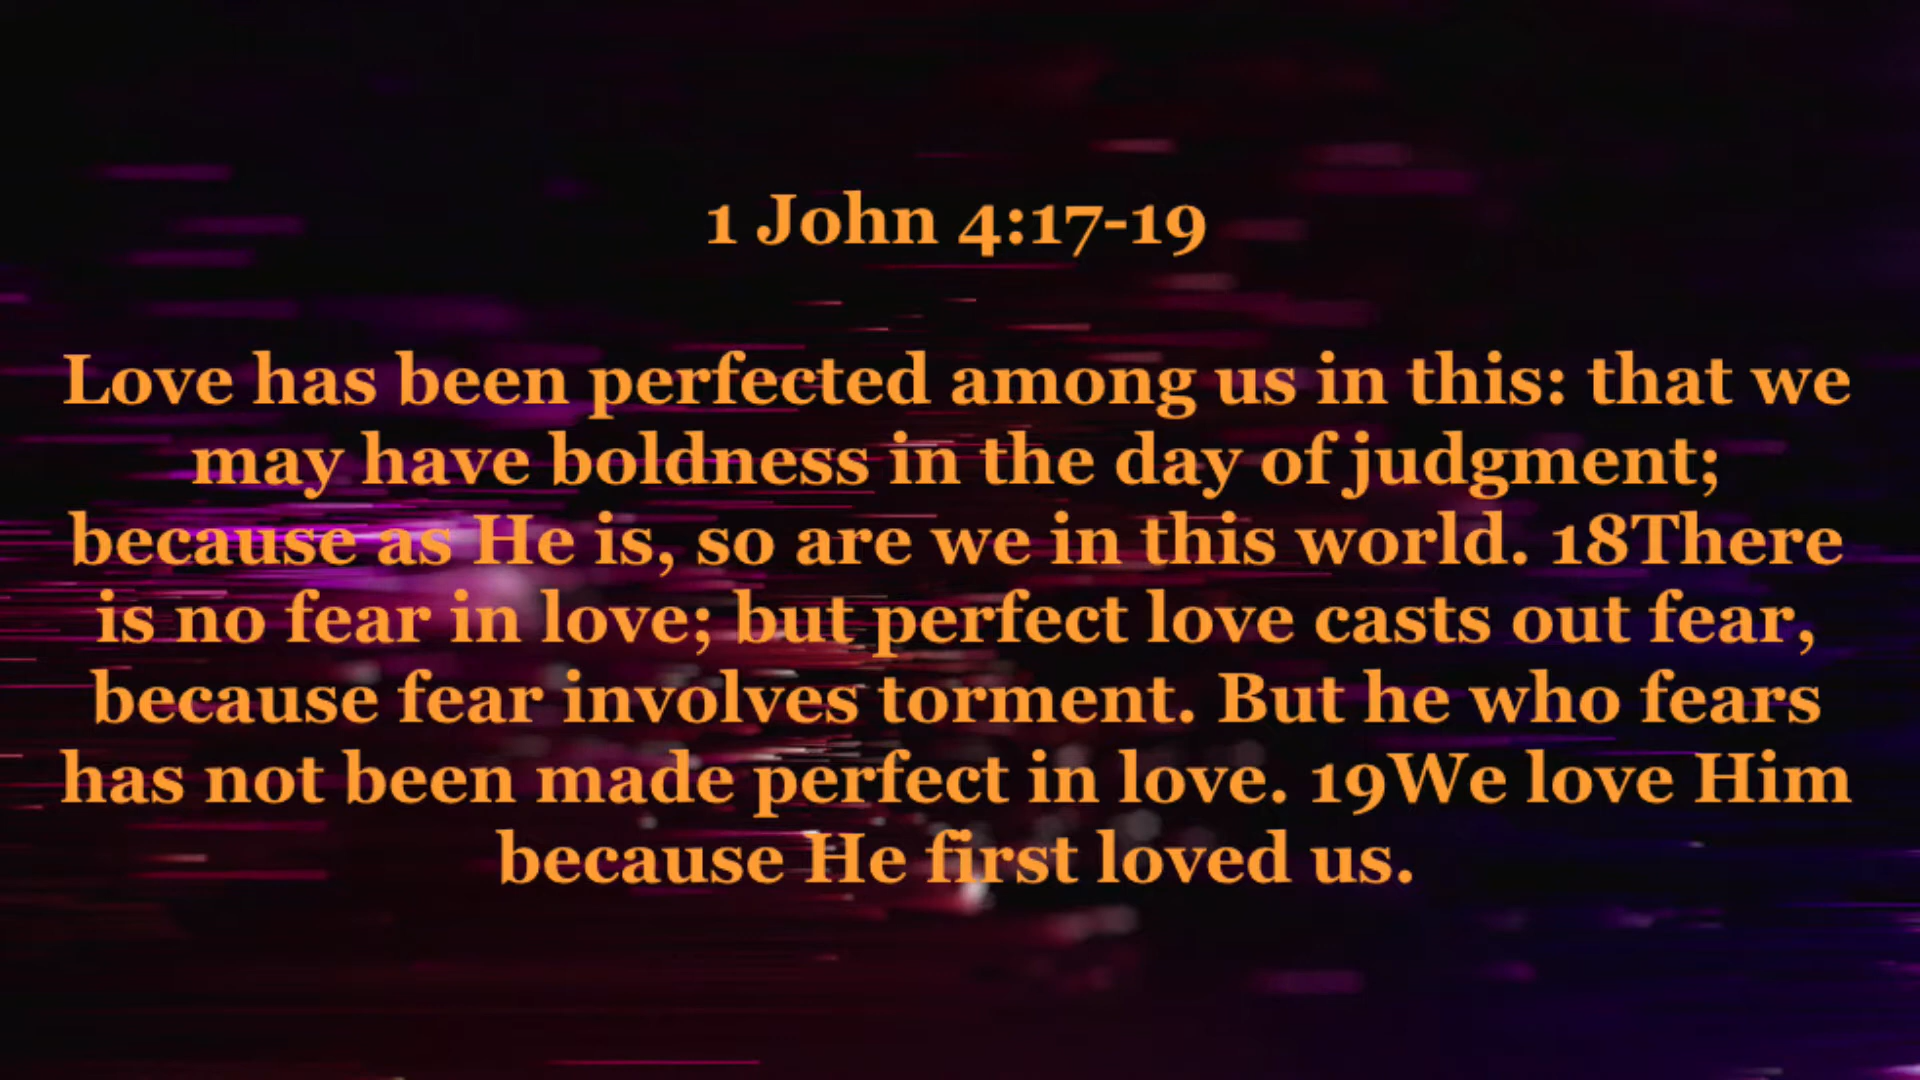 1 John 4:17-19
Love has been perfected among us in this: that we
may have boldness in the day of judgment;
because as He is, so are we in this world. 18There
is no fear in love; but perfect love casts out fear,
because fear involves torment. But he who fears
has not been made perfect in love. 19We love Him
because He first loved us.